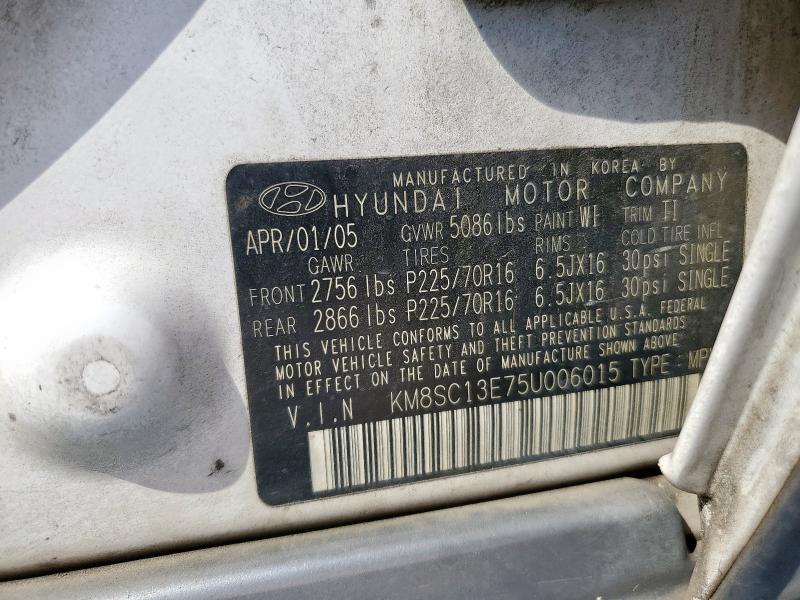 MANUFACTURED IN KOREA BY
HYUNDAI MOTOR COMPANY
APR/01/05 GVWR 5086 lbs PAINT WI TRIM II
GAWR TIRES RIMS COLD TIRE INFL
FRONT 2756 lbs P225/70R16 6.5JX16 30psi SINGLE
REAR 2866 lbs P225/70R16 6.5JX16 30psi SINGLE
THIS VEHICLE CONFORMS TO ALL APPLICABLE U.S.A. FEDERAL
MOTOR VEHICLE SAFETY AND THEFT PREVENTION STANDARDS
IN EFFECT ON THE DATE OF MANUFACTURE SHOWN ABOVE
V.I.N KM8SC13E75U006015 TYPE MP